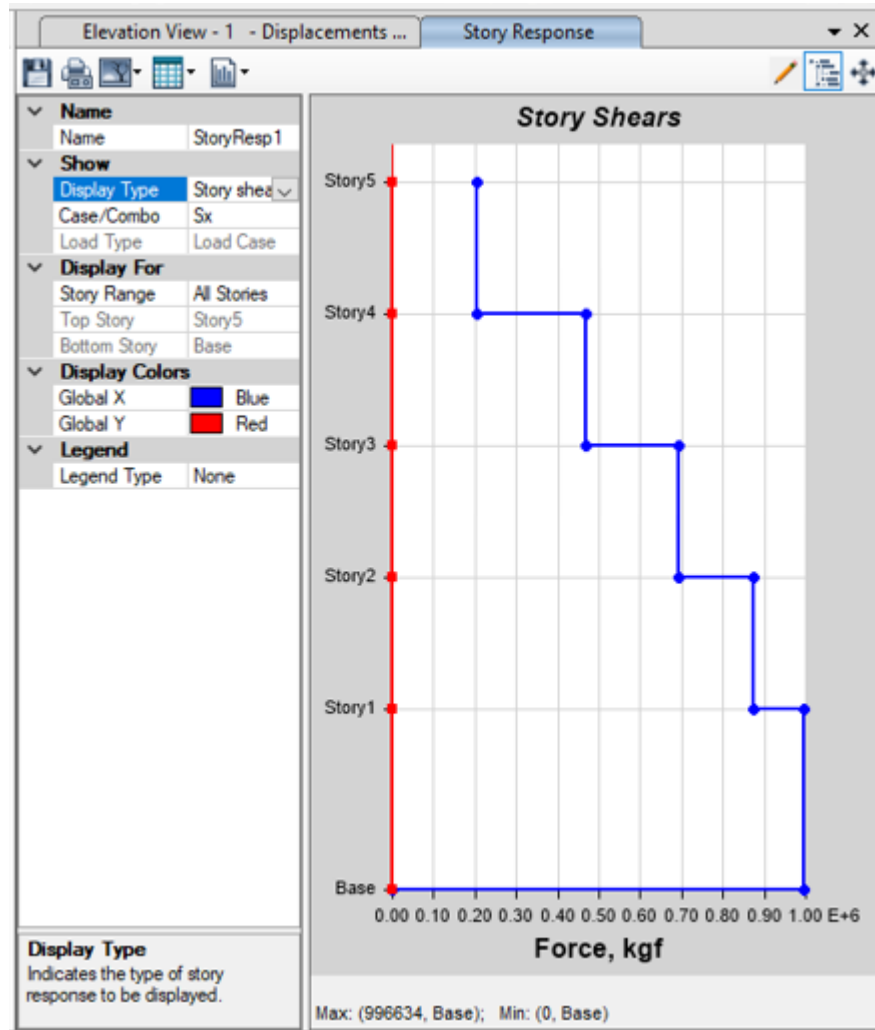 Elevation View - 1 - Displacements ...
Story Response
Name
Name StoryResp1
Show
Display Type Story shea
Case/Combo Sx
Load Type Load Case
Display For
Story Range All Stories
Top Story Story5
Bottom Story Base
Display Colors
Global X Blue
Global Y Red
Legend
Legend Type None
Display Type
Indicates the type of story
response to be displayed.
Story Shears
Story5
Story4
Story3
Story2
Story1
Base
0.00 0.10 0.20 0.30 0.40 0.50 0.60 0.70 0.80 0.90 1.00 E+6
Force, kgf
Max: (996634, Base); Min: (0, Base)